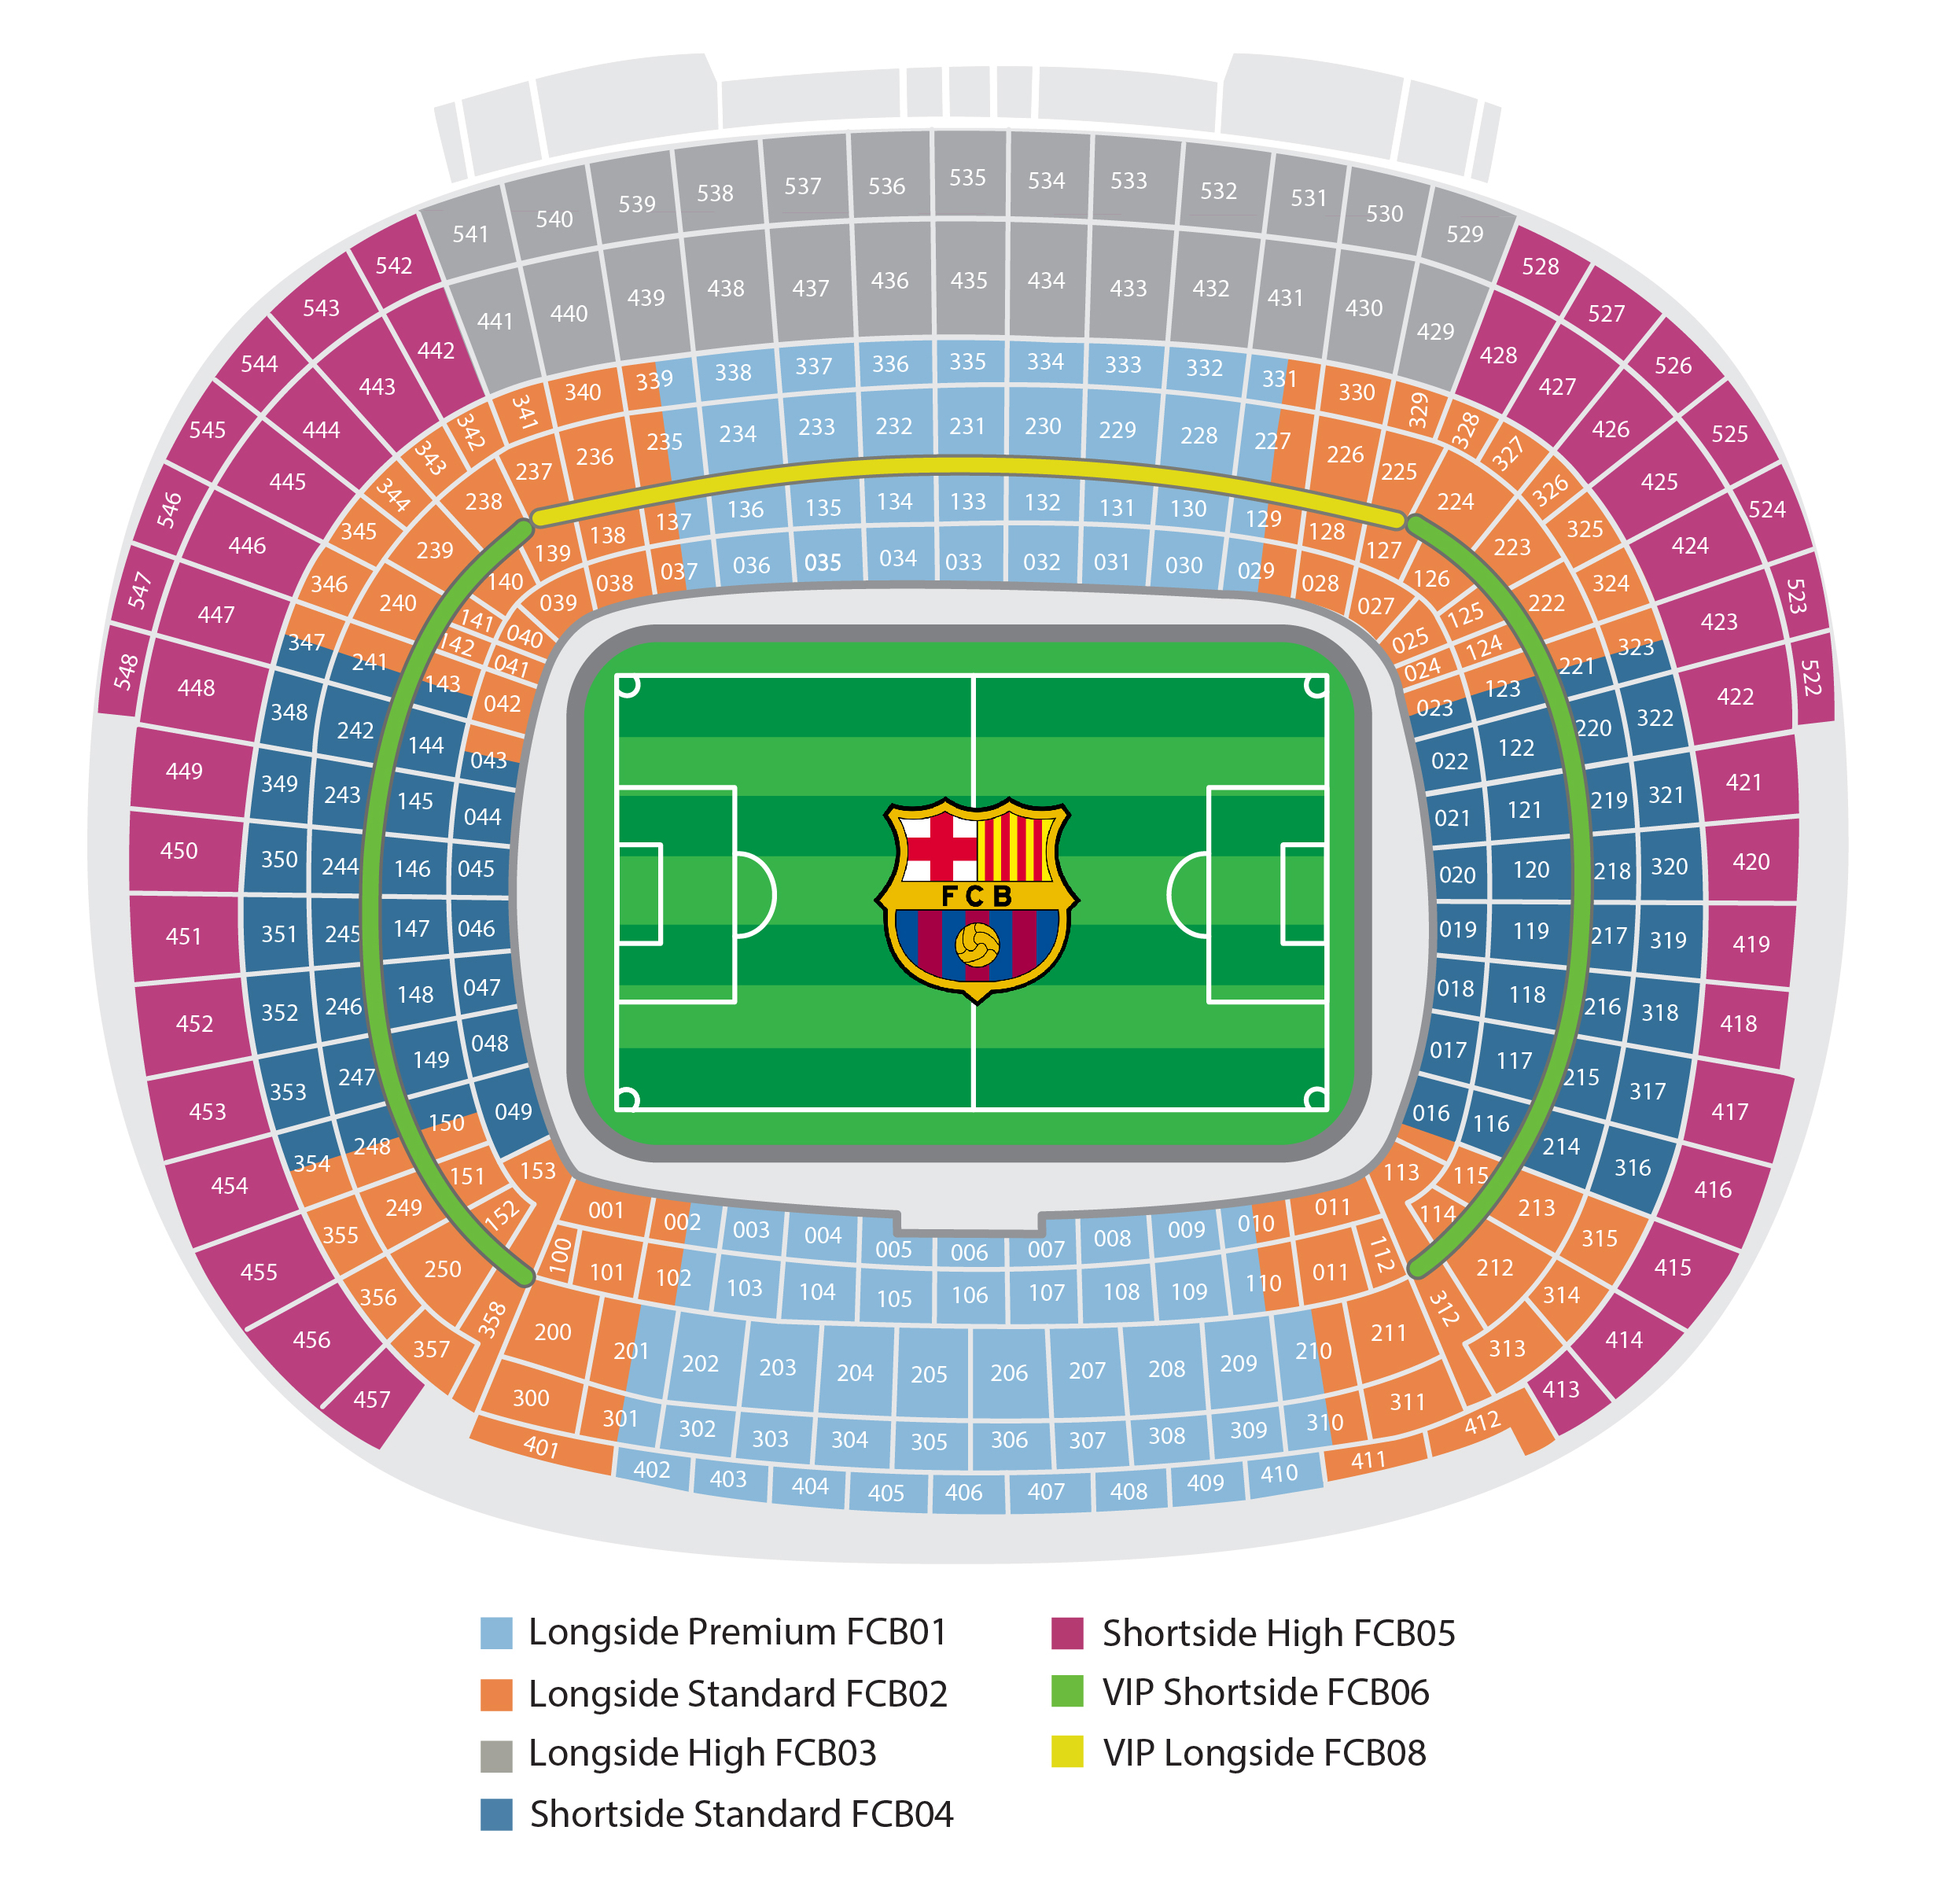 541 540 539 538 537 536 535 534 533 532 531 530 529
441 440 439 438 437 436 435 434 433 432 431 430 429
542 543 544 545 546 547 548
442 443 444 445 446 447 448 449 450 451 452 453 454 455 456 457
528 527 526 525 524 523 522
428 427 426 425 424 423 422 421 420 419 418 417 416 415 414 413
341 340 339 338 337 336 335 334 333 332 331 330 329
342 343 344 345 346 347 348 349 350 351 352 353 354 355 356 357 358
328 327 326 325 324 323 322 321 320 319 318 317 316 315 314 313 312
237 236 235 234 233 232 231 230 229 228 227 226 225
238 239 240 241 242 243 244 245 246 247 248 249 250
224 223 222 221 220 219 218 217 216 215 214 213 212
139 138 137 136 135 134 133 132 131 130 129 128 127
140 141 142 143 144 145 146 147 148 149 150 151 152 153
126 125 124 123 122 121 120 119 118 117 116 115 114 113
039 038 037 036 035 034 033 032 031 030 029 028 027
040 041 042 043 044 045 046 047 048 049
025 024 023 022 021 020 019 018 017 016
FCB
001 002 003 004 005 006 007 008 009 010 011
100 101 102 103 104 105 106 107 108 109 110 011 112
200 201 202 203 204 205 206 207 208 209 210 211
300 301 302 303 304 305 306 307 308 309 310 311
401 402 403 404 405 406 407 408 409 410 411 412
Longside Premium FCB01
Longside Standard FCB02
Longside High FCB03
Shortside Standard FCB04
Shortside High FCB05
VIP Shortside FCB06
VIP Longside FCB08